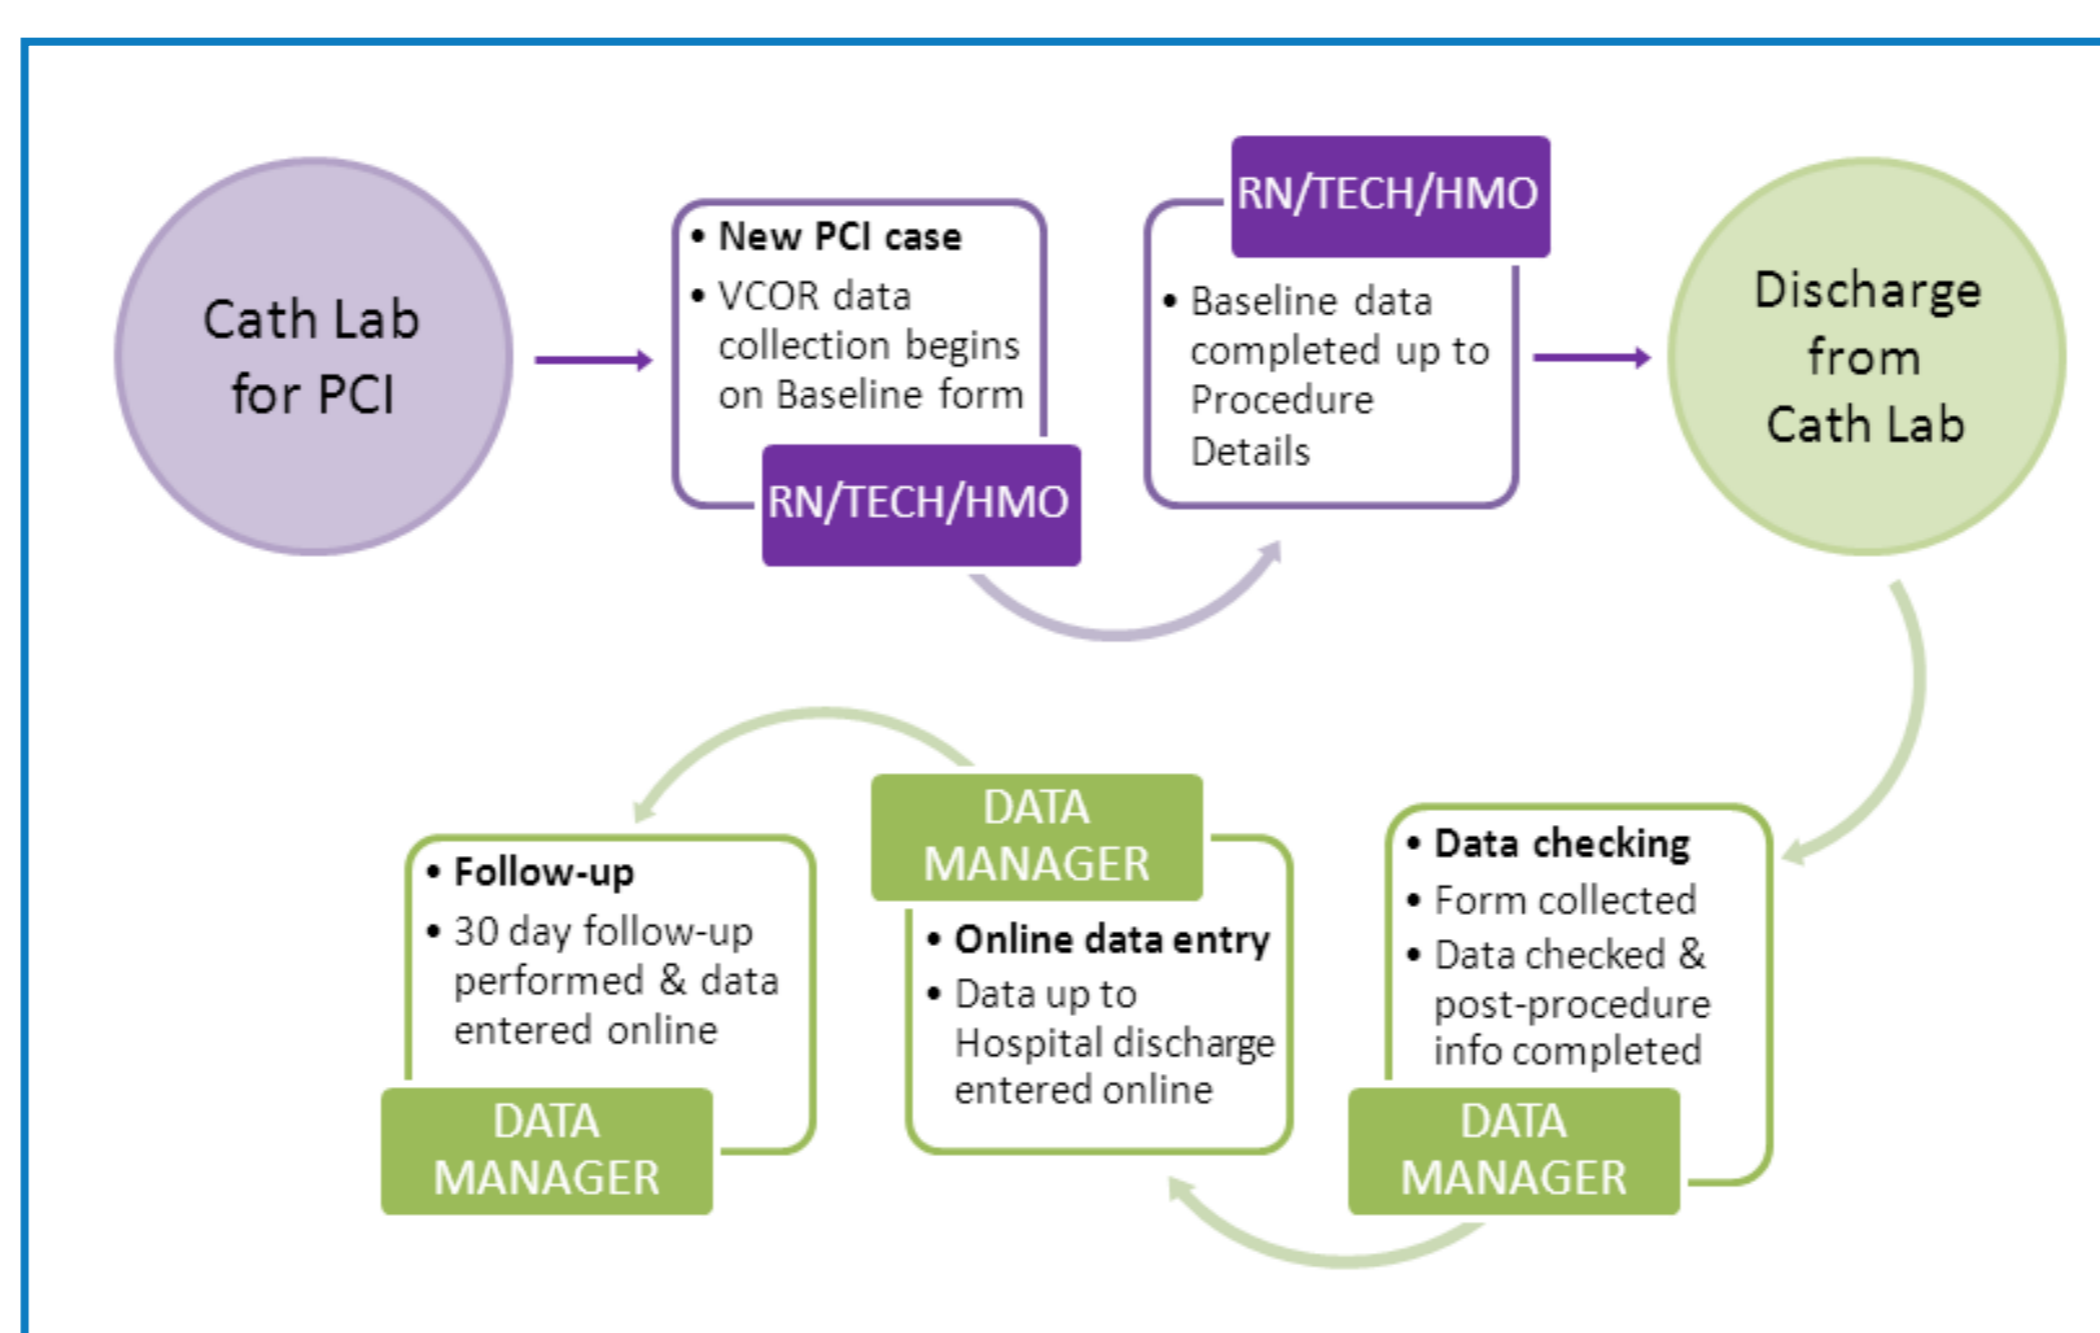 Cath Lab
for PCI
• New PCI case
• VCOR data
collection begins
on Baseline form
RN/TECH/HMO
RN/TECH/HMO
• Baseline data
completed up to
Procedure
Details
Discharge
from
Cath Lab
• Data checking
• Form collected
• Data checked &
post-procedure
info completed
DATA
MANAGER
DATA
MANAGER
• Online data entry
• Data up to
Hospital discharge
entered online
• Follow-up
• 30 day follow-up
performed & data
entered online
DATA
MANAGER